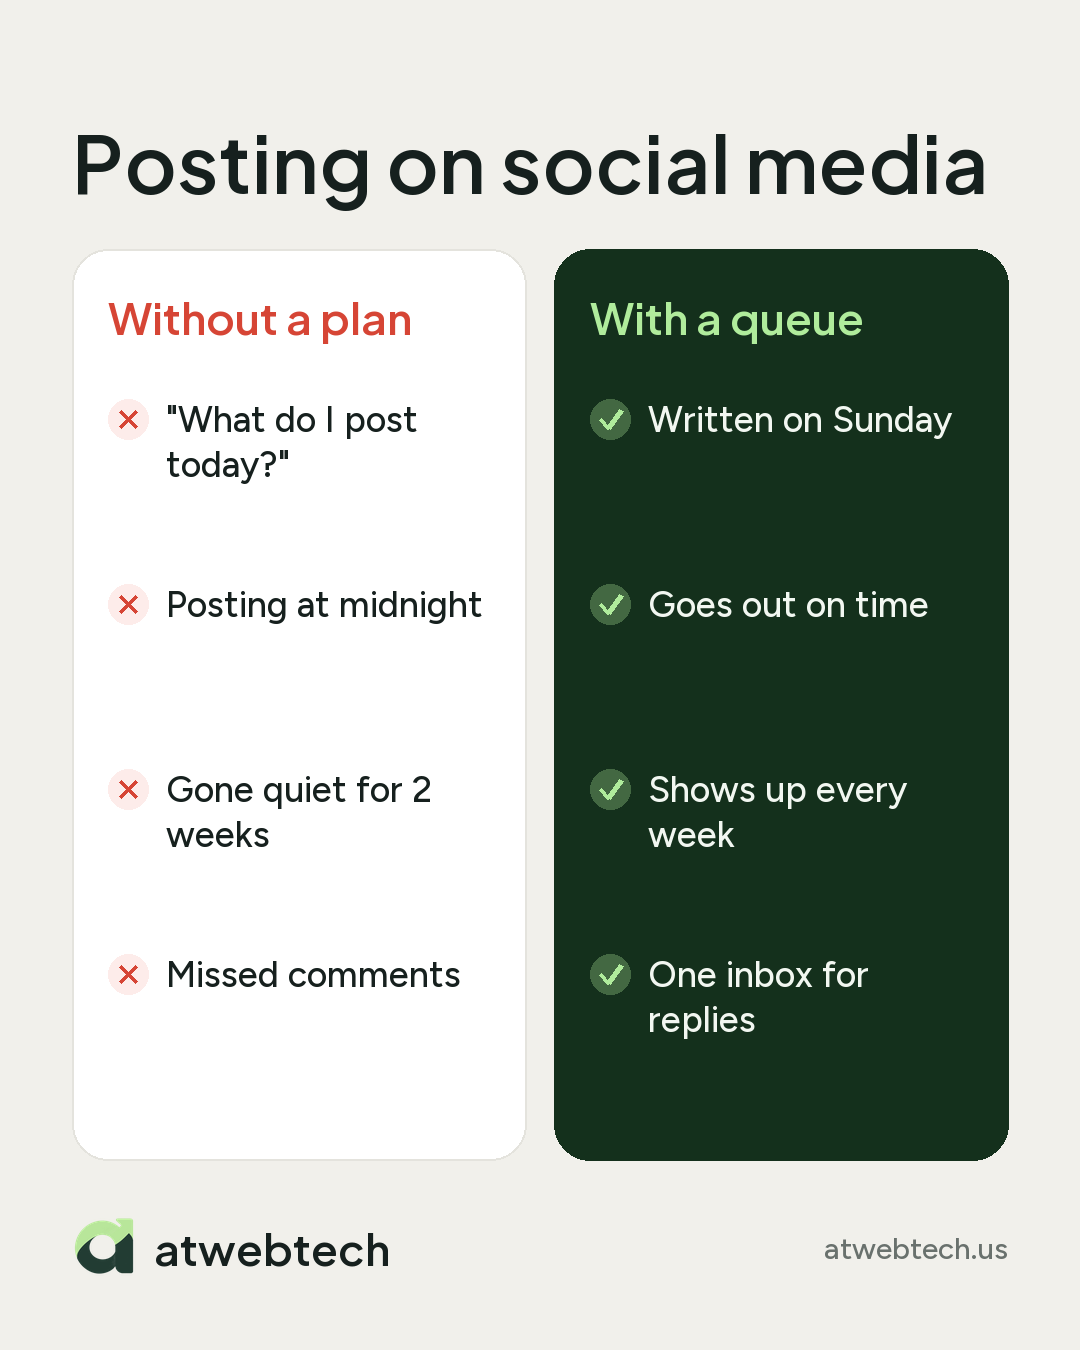 Posting on social media
Without a plan
"What do I post
today?"
Posting at midnight
Gone quiet for 2
weeks
Missed comments
With a queue
Written on Sunday
Goes out on time
Shows up every
week
One inbox for
replies
atwebtech
atwebtech.us